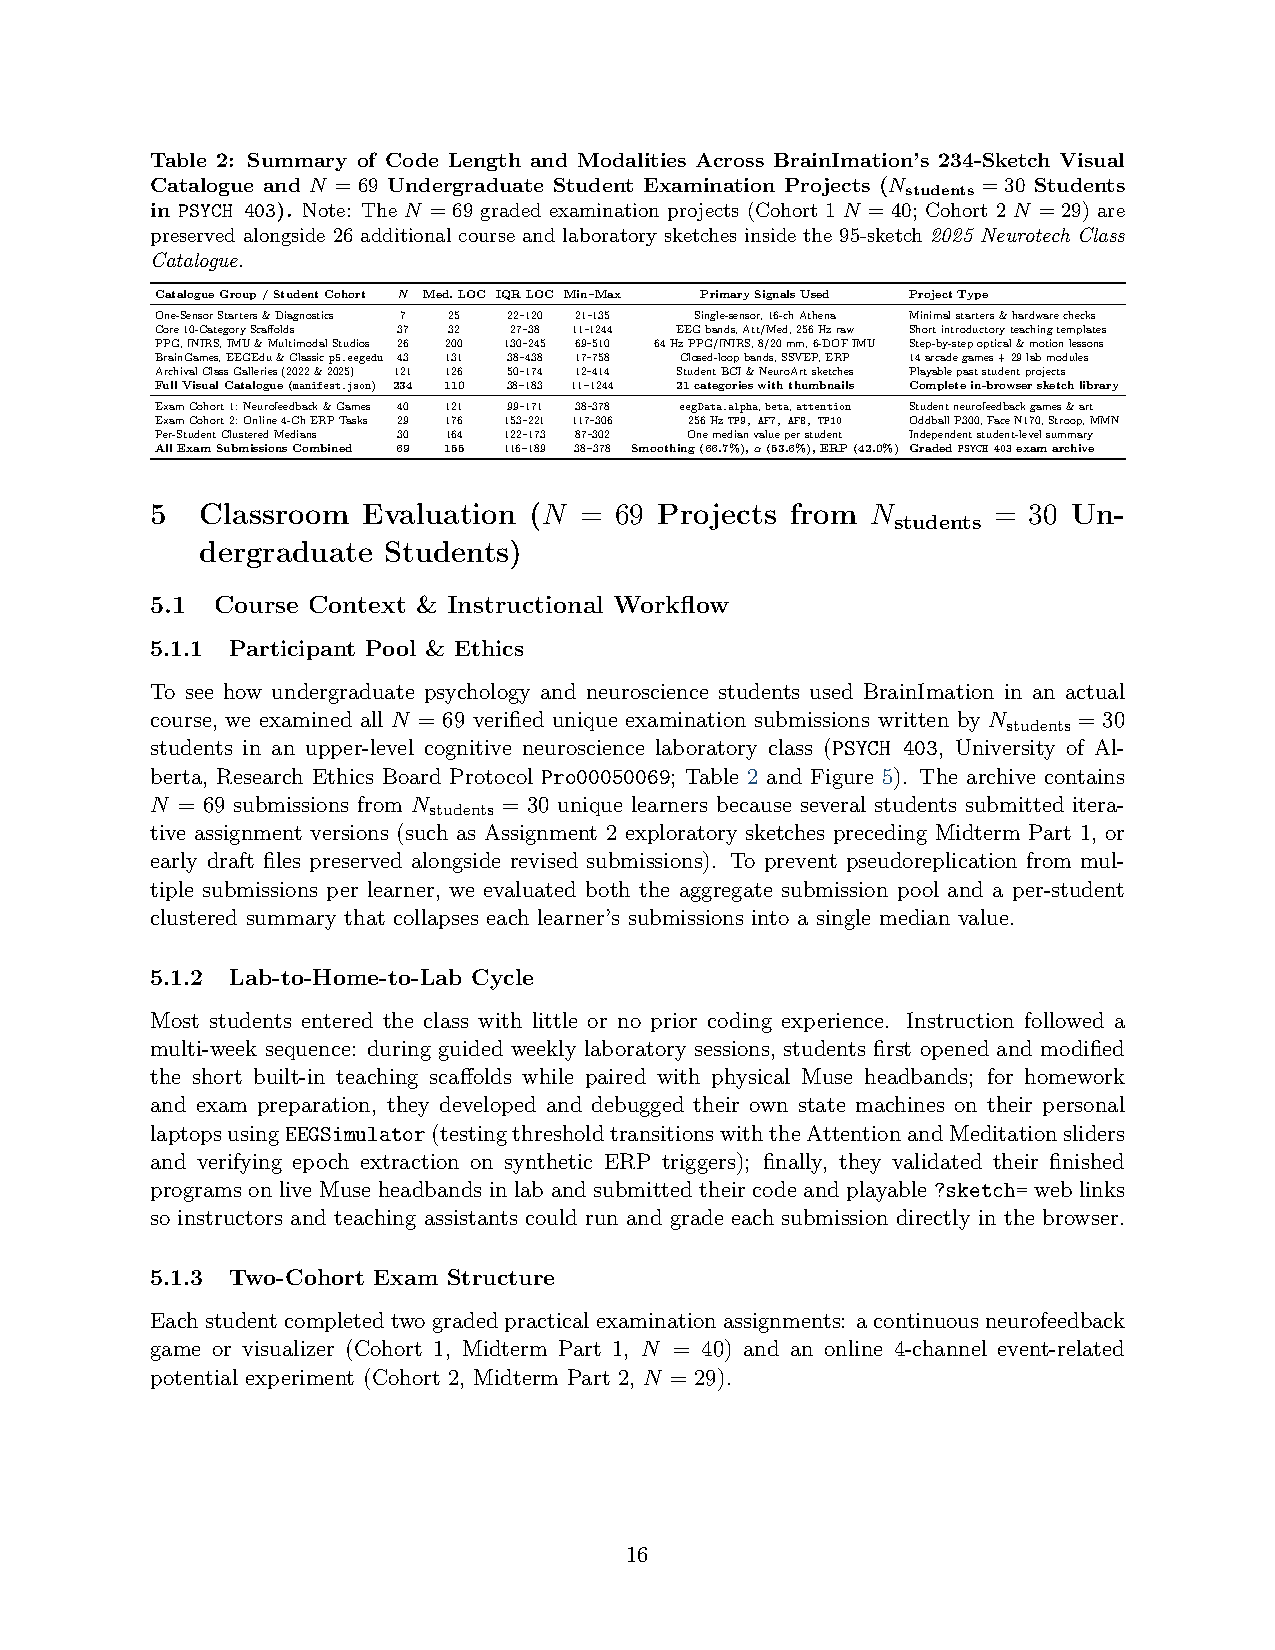 Table 2: Summary of Code Length and Modalities Across BrainImation's 234-Sketch Visual
Catalogue and N = 69 Undergraduate Student Examination Projects (Nstudents = 30 Students
in PSYCH 403). Note: The N = 69 graded examination projects (Cohort 1 N = 40; Cohort 2 N = 29) are
preserved alongside 26 additional course and laboratory sketches inside the 95-sketch 2025 Neurotech Class
Catalogue.
Catalogue Group / Student Cohort N Med. LOC IQR LOC Min–Max Primary Signals Used Project Type
One-Sensor Starters & Diagnostics 7 25 22–120 21–135 Single-sensor, 16-ch Athena Minimal starters & hardware checks
Core 10-Category Scaffolds 37 32 27–38 11–1244 EEG bands, Att/Med, 256 Hz raw Short introductory teaching templates
PPG, fNIRS, IMU & Multimodal Studios 26 200 130–245 69–510 64 Hz PPG/fNIRS, 8/20 mm, 6-DOF IMU Step-by-step optical & motion lessons
BrainGames, EEGEdu & Classic p5.eegedu 43 131 38–438 17–758 Closed-loop bands, SSVEP, ERP 14 arcade games + 29 lab modules
Archival Class Galleries (2022 & 2025) 121 126 50–174 12–414 Student BCI & NeuroArt sketches Playable past student projects
Full Visual Catalogue (manifest.json) 234 110 38–183 11–1244 21 categories with thumbnails Complete in-browser sketch library
Exam Cohort 1: Neurofeedback & Games 40 121 99–171 38–378 eegData.alpha, beta, attention Student neurofeedback games & art
Exam Cohort 2: Online 4-Ch ERP Tasks 29 176 153–221 117–306 256 Hz TP9, AF7, AF8, TP10 Oddball P300, Face N170, Stroop, MMN
Per-Student Clustered Medians 30 164 122–173 87–302 One median value per student Independent student-level summary
All Exam Submissions Combined 69 155 116–189 38–378 Smoothing (66.7%), α (53.6%), ERP (42.0%) Graded PSYCH 403 exam archive
5 Classroom Evaluation (N = 69 Projects from Nstudents = 30 Un-
dergraduate Students)
5.1 Course Context & Instructional Workflow
5.1.1 Participant Pool & Ethics
To see how undergraduate psychology and neuroscience students used BrainImation in an actual
course, we examined all N = 69 verified unique examination submissions written by Nstudents = 30
students in an upper-level cognitive neuroscience laboratory class (PSYCH 403, University of Al-
berta, Research Ethics Board Protocol Pro00050069; Table 2 and Figure 5). The archive contains
N = 69 submissions from Nstudents = 30 unique learners because several students submitted itera-
tive assignment versions (such as Assignment 2 exploratory sketches preceding Midterm Part 1, or
early draft files preserved alongside revised submissions). To prevent pseudoreplication from mul-
tiple submissions per learner, we evaluated both the aggregate submission pool and a per-student
clustered summary that collapses each learner's submissions into a single median value.
5.1.2 Lab-to-Home-to-Lab Cycle
Most students entered the class with little or no prior coding experience. Instruction followed a
multi-week sequence: during guided weekly laboratory sessions, students first opened and modified
the short built-in teaching scaffolds while paired with physical Muse headbands; for homework
and exam preparation, they developed and debugged their own state machines on their personal
laptops using EEGSimulator (testing threshold transitions with the Attention and Meditation sliders
and verifying epoch extraction on synthetic ERP triggers); finally, they validated their finished
programs on live Muse headbands in lab and submitted their code and playable ?sketch= web links
so instructors and teaching assistants could run and grade each submission directly in the browser.
5.1.3 Two-Cohort Exam Structure
Each student completed two graded practical examination assignments: a continuous neurofeedback
game or visualizer (Cohort 1, Midterm Part 1, N = 40) and an online 4-channel event-related
potential experiment (Cohort 2, Midterm Part 2, N = 29).
16